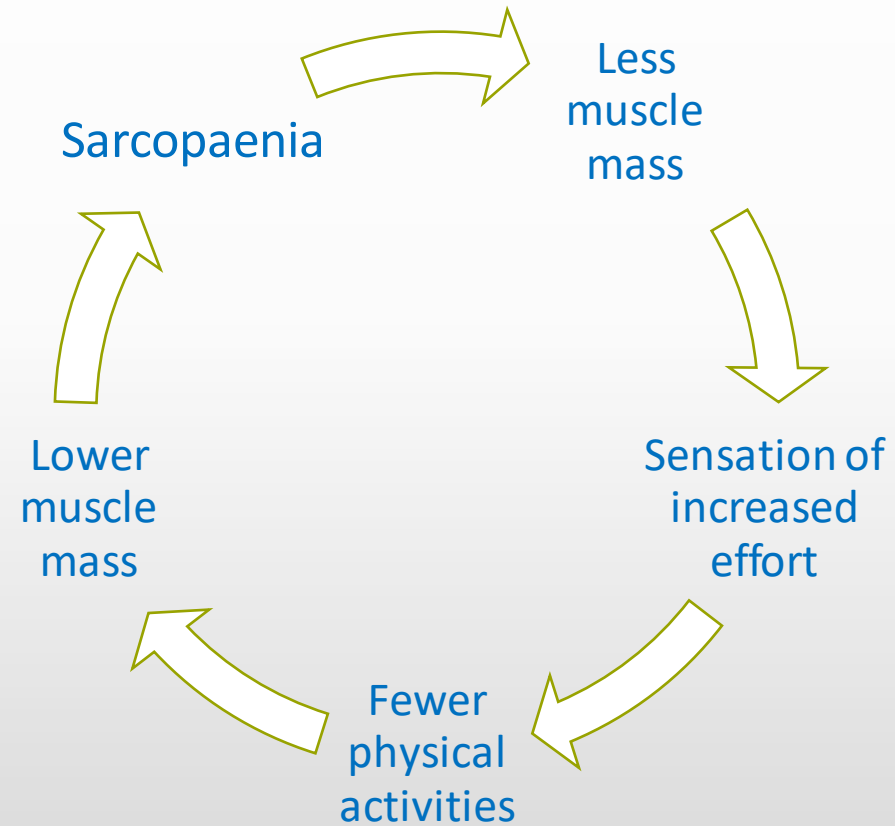 Sarcopaenia
Less
muscle
mass
Sensation of
increased
effort
Fewer
physical
activities
Lower
muscle
mass